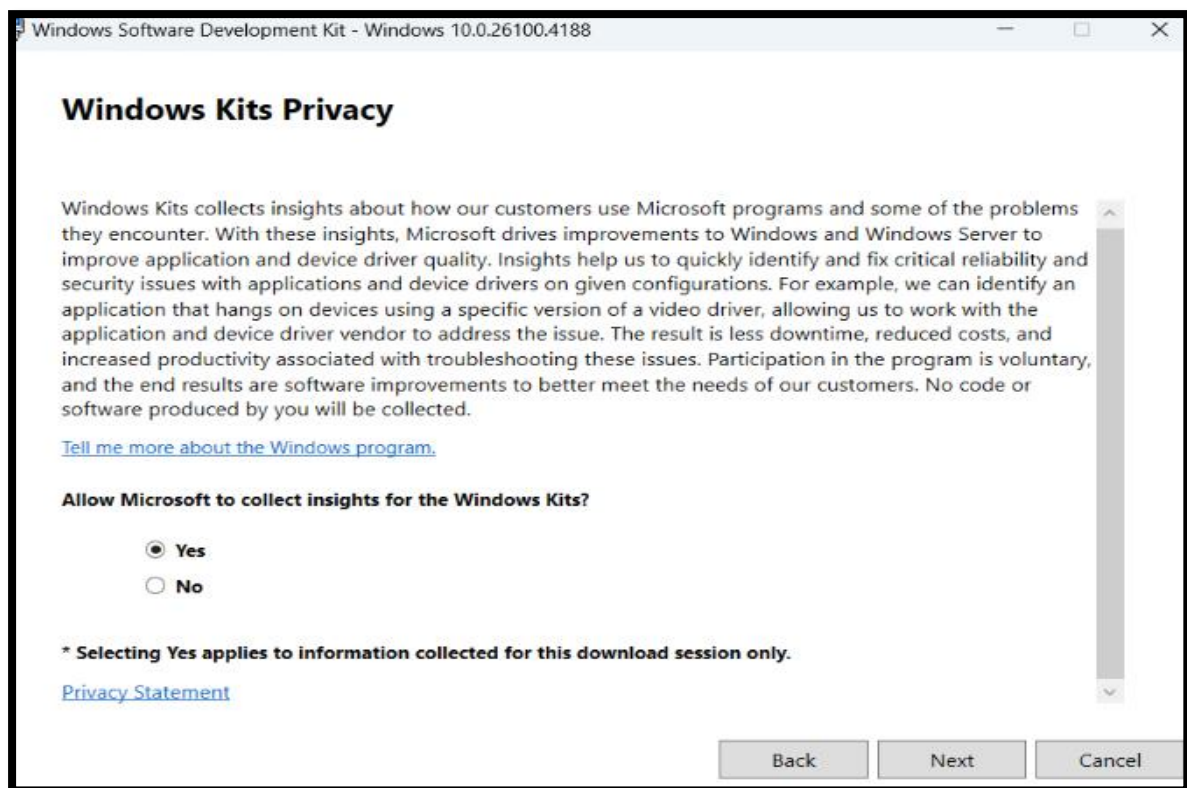 Windows Software Development Kit - Windows 10.0.26100.4188
Windows Kits Privacy
Windows Kits collects insights about how our customers use Microsoft programs and some of the problems
they encounter. With these insights, Microsoft drives improvements to Windows and Windows Server to
improve application and device driver quality. Insights help us to quickly identify and fix critical reliability and
security issues with applications and device drivers on given configurations. For example, we can identify an
application that hangs on devices using a specific version of a video driver, allowing us to work with the
application and device driver vendor to address the issue. The result is less downtime, reduced costs, and
increased productivity associated with troubleshooting these issues. Participation in the program is voluntary,
and the end results are software improvements to better meet the needs of our customers. No code or
software produced by you will be collected.
Tell me more about the Windows program.
Allow Microsoft to collect insights for the Windows Kits?
Yes
No
* Selecting Yes applies to information collected for this download session only.
Privacy Statement
Back Next Cancel